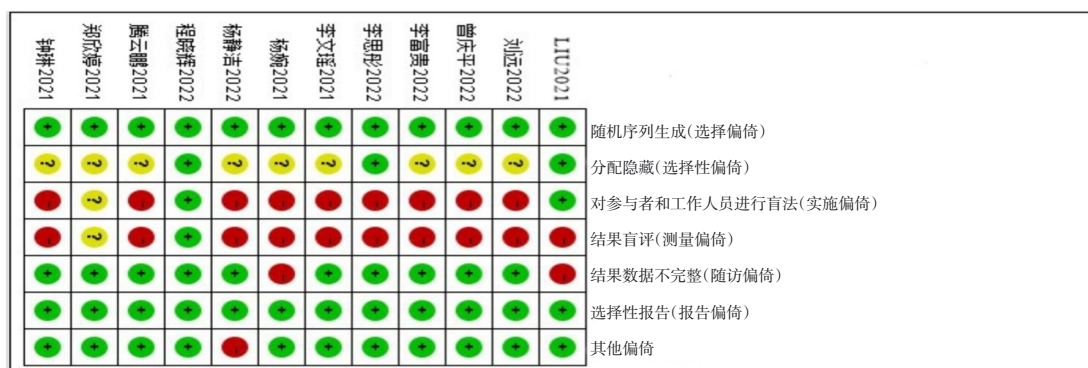 钟琳2021
郑欣婷2021
腾云鹏2021
程晓辉2022
杨静洁2022
杨婉2021
李文瑶2021
李思彤2022
李富贵2022
曾庆平2022
刘远2022
LIU2021
随机序列生成(选择偏倚)
分配隐藏(选择性偏倚)
对参与者和工作人员进行盲法(实施偏倚)
结果盲评(测量偏倚)
结果数据不完整(随访偏倚)
选择性报告(报告偏倚)
其他偏倚